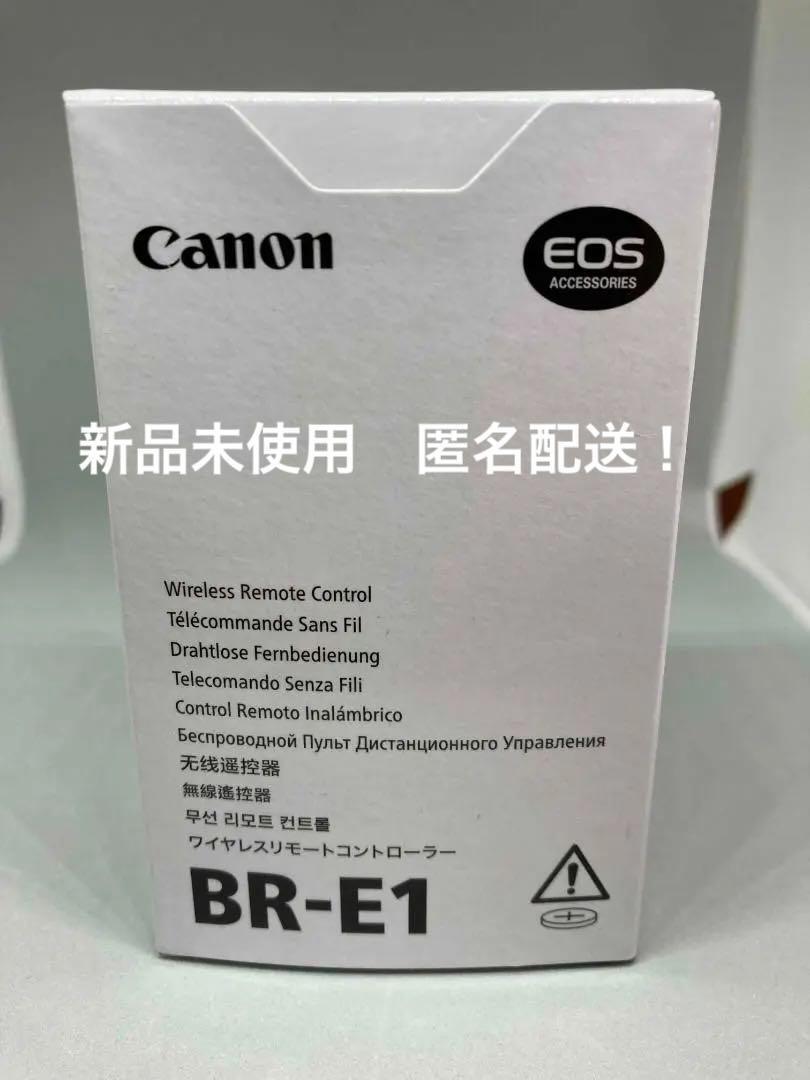 Canon
EOS
ACCESSORIES
新品未使用　匿名配送！
Wireless Remote Control
Télécommande Sans Fil
Drahtlose Fernbedienung
Telecomando Senza Fili
Control Remoto Inalámbrico
Беспроводной Пульт Дистанционного Управления
无线遥控器
無線遙控器
무선 리모트 컨트롤
ワイヤレスリモートコントローラー
BR-E1